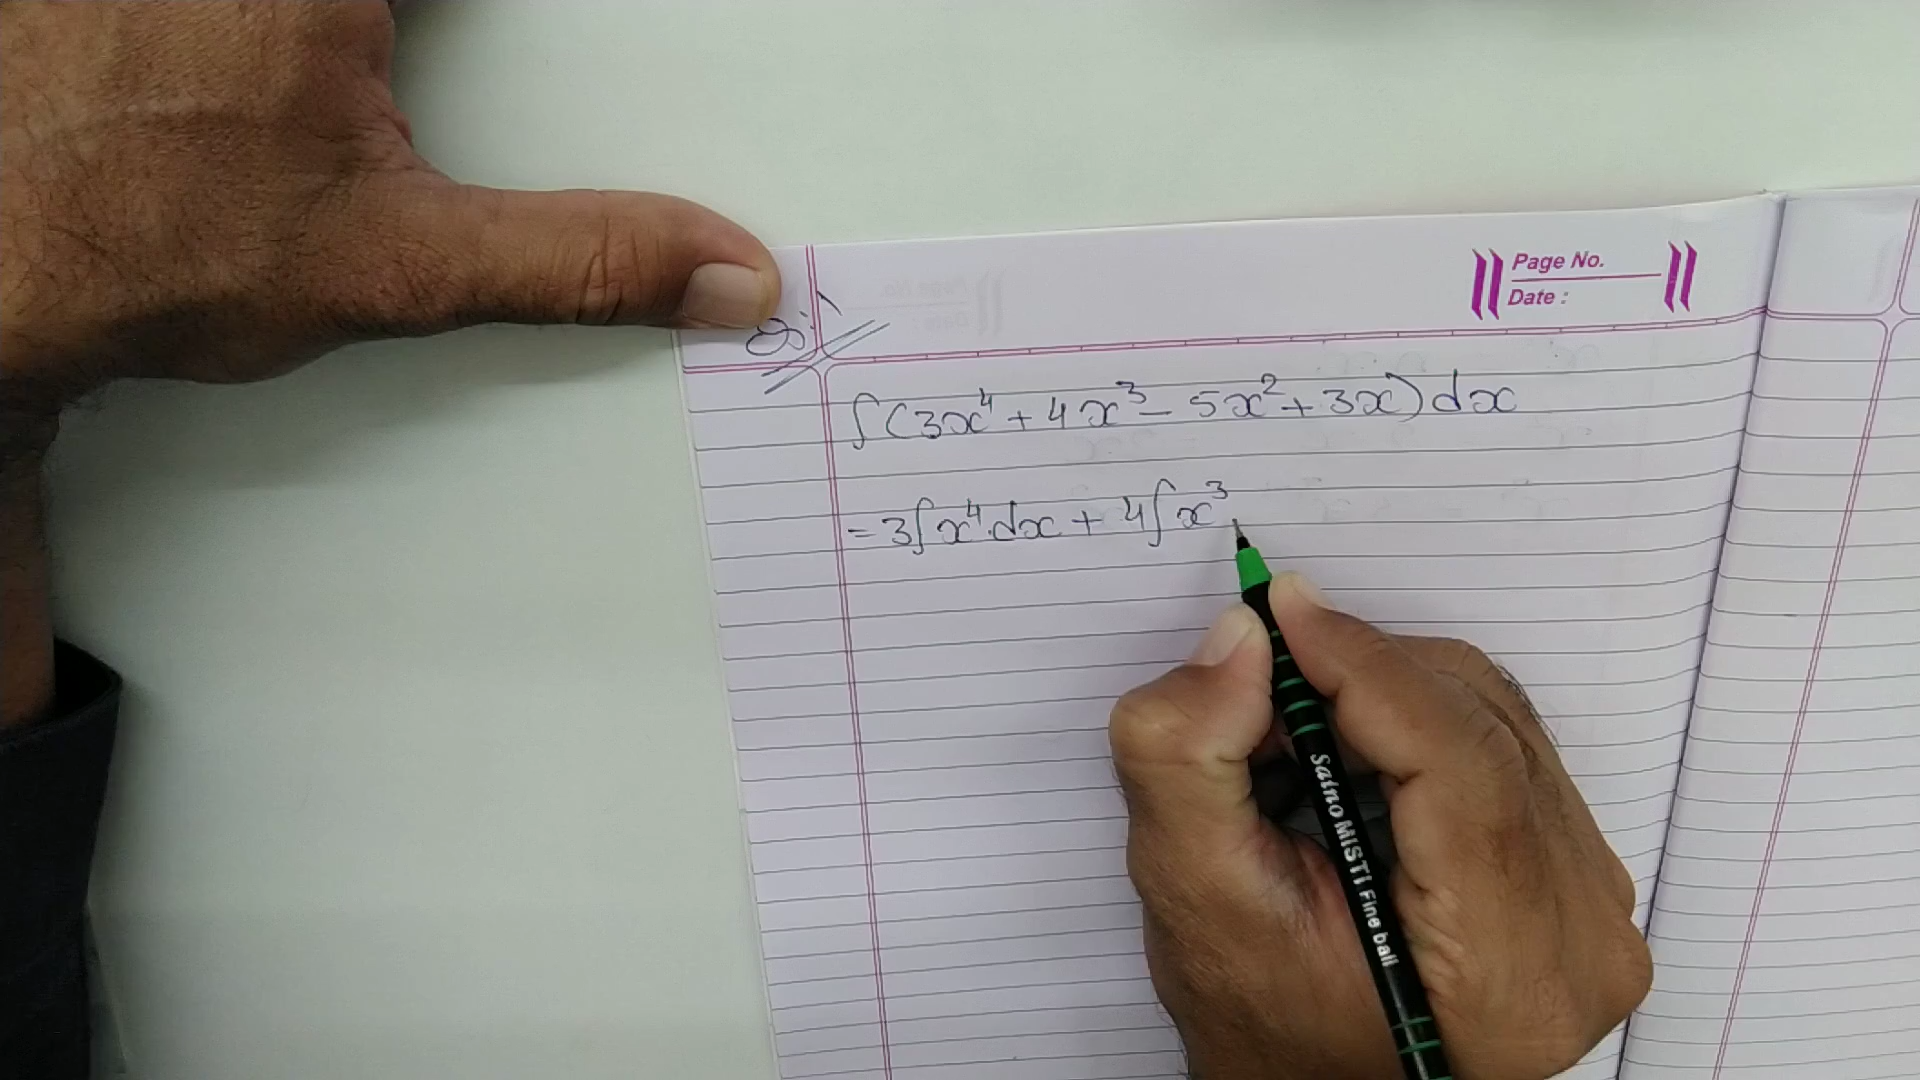 Page No.
Date :
∫(3x⁴ + 4x³ - 5x² + 3x) dx
= 3∫x⁴.dx + 4∫x³
Saino MISTI Fine ball